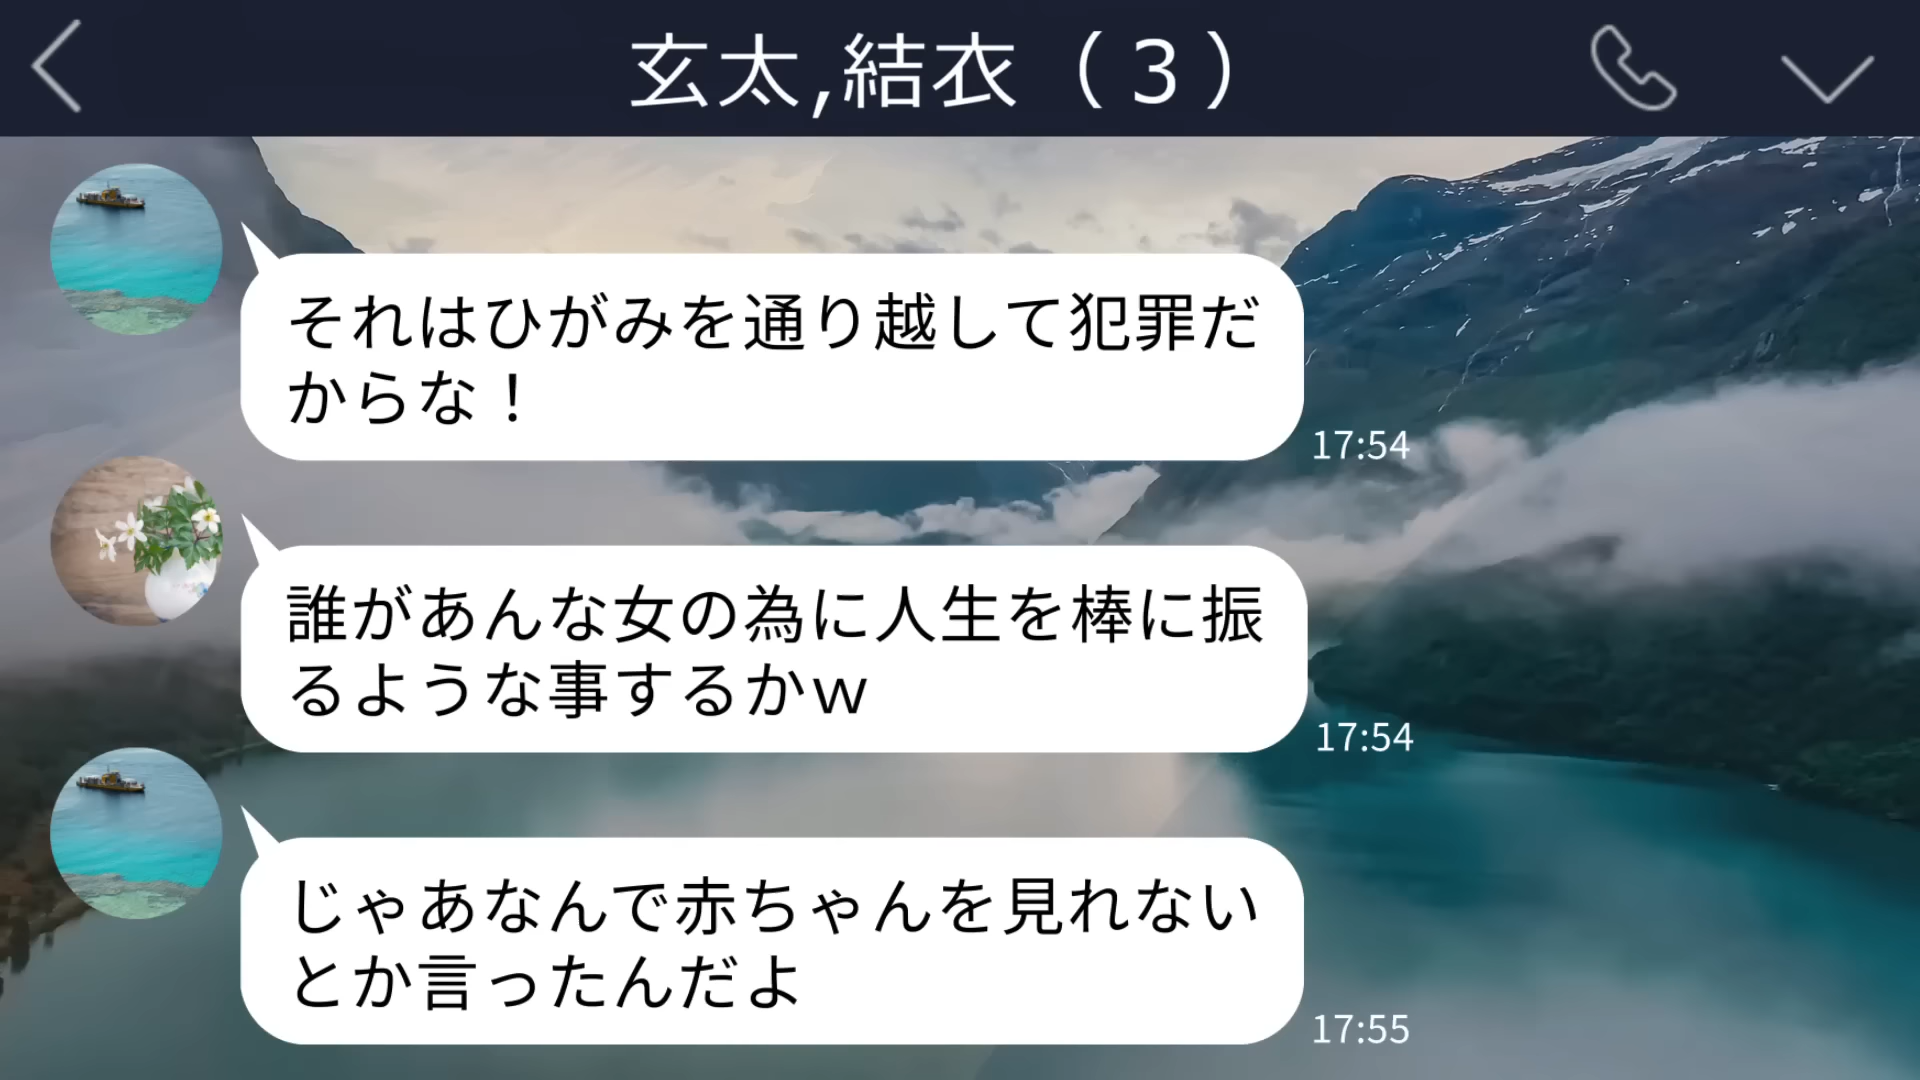 玄太,結衣（３）
それはひがみを通り越して犯罪だ
からな！
17:54
誰があんな女の為に人生を棒に振
るような事するかｗ
17:54
じゃあなんで赤ちゃんを見れない
とか言ったんだよ
17:55